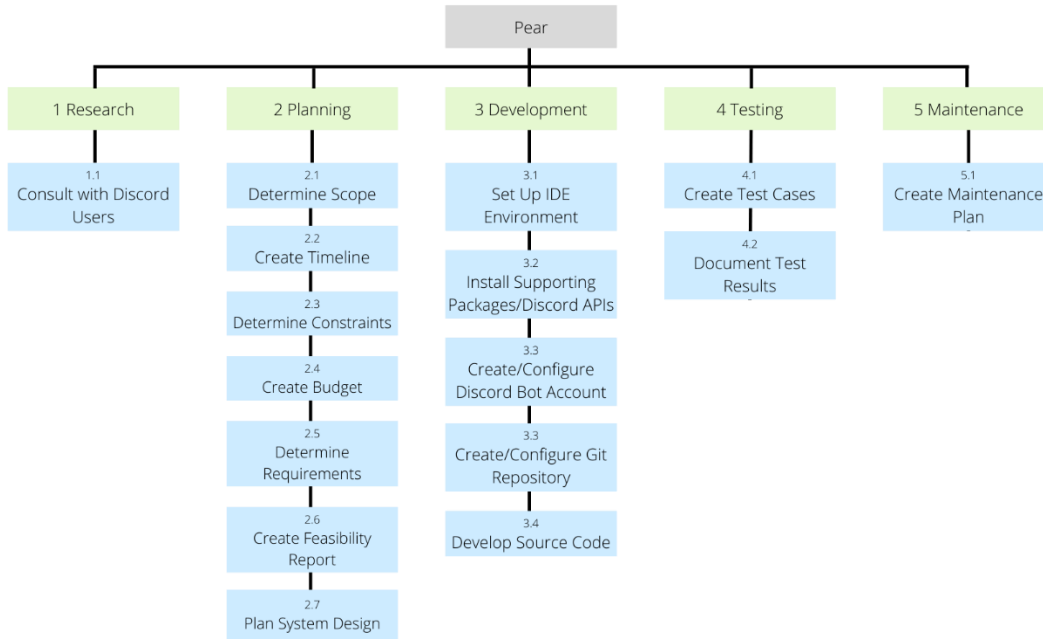 Pear
1 Research
2 Planning
3 Development
4 Testing
5 Maintenance
1.1
Consult with Discord
Users
2.1
Determine Scope
2.2
Create Timeline
2.3
Determine Constraints
2.4
Create Budget
2.5
Determine
Requirements
2.6
Create Feasibility
Report
2.7
Plan System Design
3.1
Set Up IDE
Environment
3.2
Install Supporting
Packages/Discord APIs
3.3
Create/Configure
Discord Bot Account
3.3
Create/Configure Git
Repository
3.4
Develop Source Code
4.1
Create Test Cases
4.2
Document Test
Results
5.1
Create Maintenance
Plan